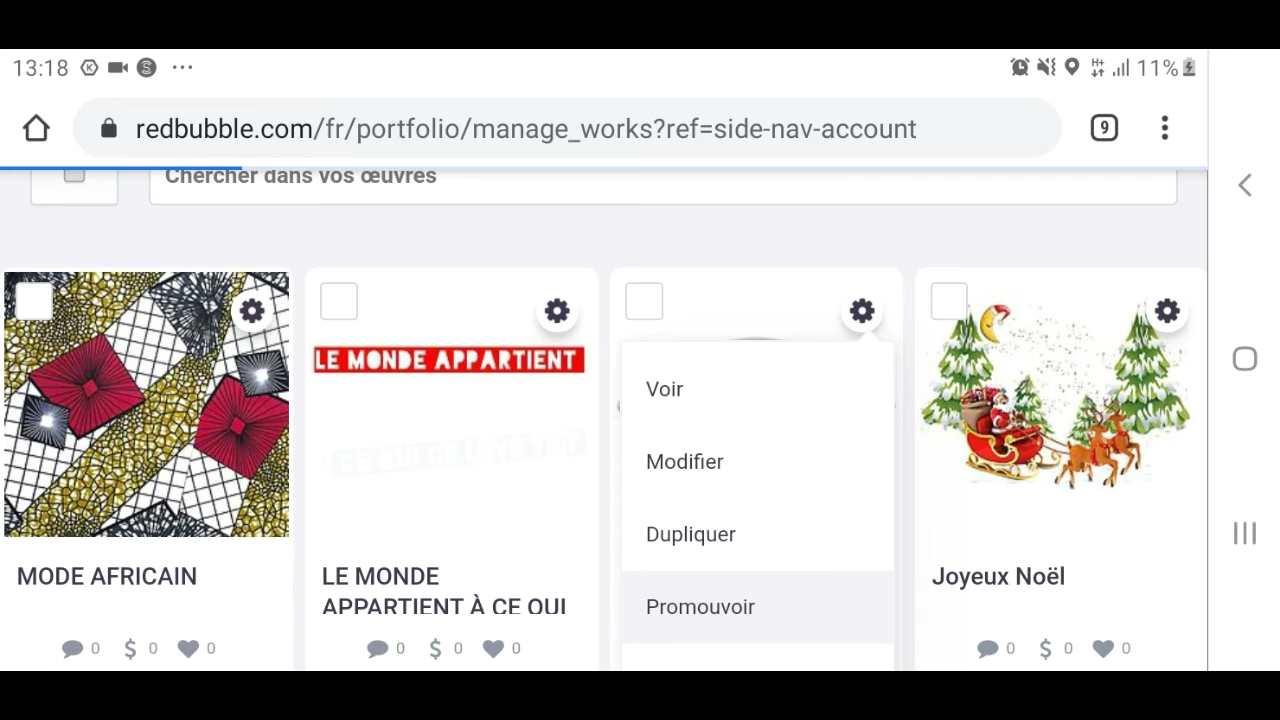 13:18
11%
redbubble.com/fr/portfolio/manage_works?ref=side-nav-account
9
Chercher dans vos œuvres
LE MONDE APPARTIENT
Voir
Modifier
Dupliquer
Promouvoir
MODE AFRICAIN
LE MONDE
APPARTIENT À CE QUI
Joyeux Noël
0 $ 0 0
0 $ 0 0
0 $ 0 0